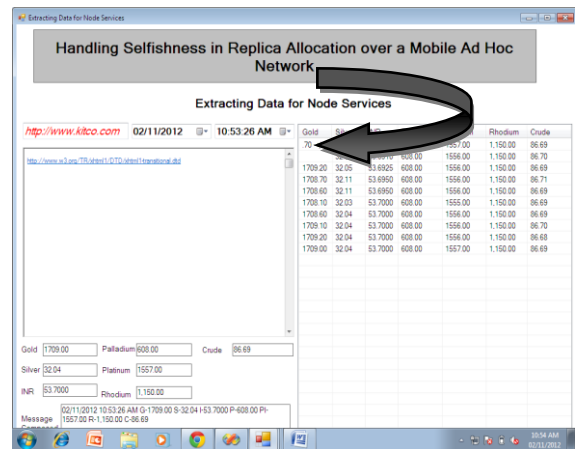 Extracting Data for Node Services
Handling Selfishness in Replica Allocation over a Mobile Ad Hoc
Network
Extracting Data for Node Services
http://www.kitco.com 02/11/2012 10:53:26 AM
http://www.w3.org/TR/xhtml1/DTD/xhtml1-transitional.dtd
Gold Rhodium Crude
.70 1557.00 1,150.00 86.69
608.00 1556.00 1,150.00 86.70
1709.20 32.05 53.6925 608.00 1556.00 1,150.00 86.69
1708.70 32.11 53.6950 608.00 1556.00 1,150.00 86.71
1708.60 32.11 53.6950 608.00 1556.00 1,150.00 86.69
1708.10 32.03 53.7000 608.00 1555.00 1,150.00 86.69
1708.60 32.04 53.7000 608.00 1556.00 1,150.00 86.69
1709.10 32.04 53.7000 608.00 1556.00 1,150.00 86.70
1709.20 32.04 53.7000 608.00 1556.00 1,150.00 86.68
1709.00 32.04 53.7000 608.00 1557.00 1,150.00 86.69
Gold 1709.00 Palladium 608.00 Crude 86.69
Silver 32.04 Platinum 1557.00
INR 53.7000 Rhodium 1,150.00
Message 02/11/2012 10:53:26 AM G-1709.00 S-32.04 I-53.7000 P-608.00 Pl-
1557.00 R-1,150.00 C-86.69
10:54 AM
02/11/2012